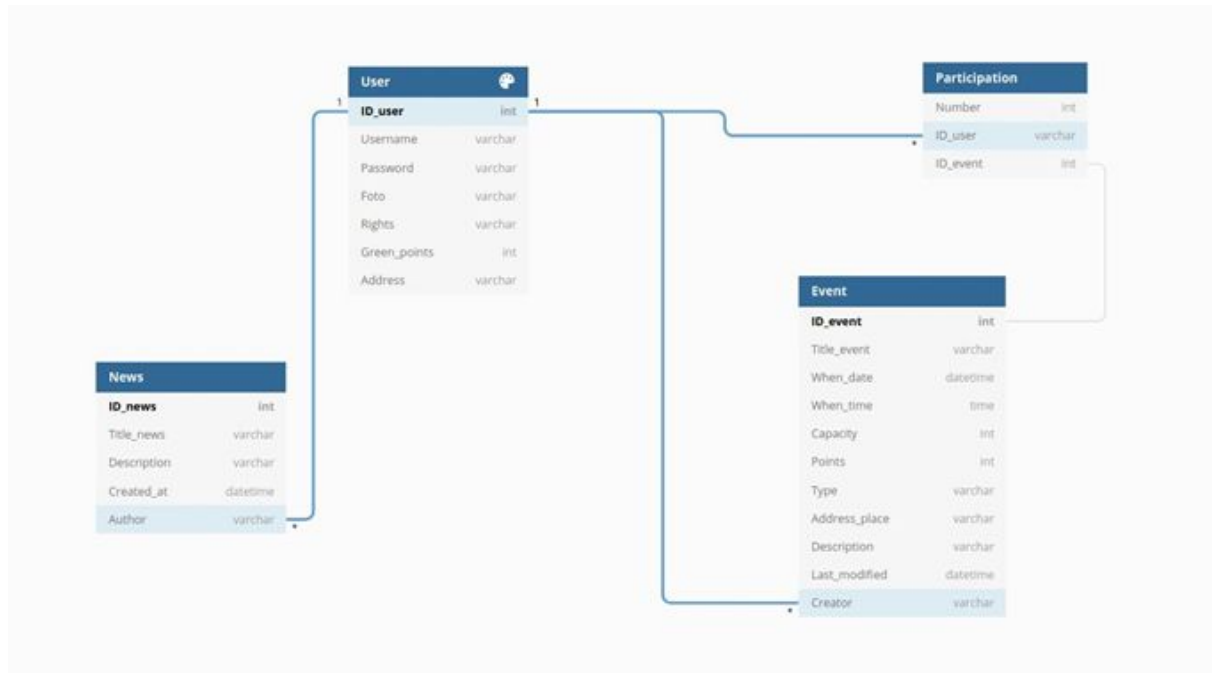 User
1
ID_user int
1
Username varchar
Password varchar
Foto varchar
Rights varchar
Green_points int
Address varchar
Participation
Number int
ID_user varchar
*
ID_event int
Event
ID_event int
Title_event varchar
When_date datetime
When_time time
Capacity int
Points int
Type varchar
Address_place varchar
Description varchar
Last_modified datetime
Creator varchar
*
News
ID_news int
Title_news varchar
Description varchar
Created_at datetime
Author varchar
*